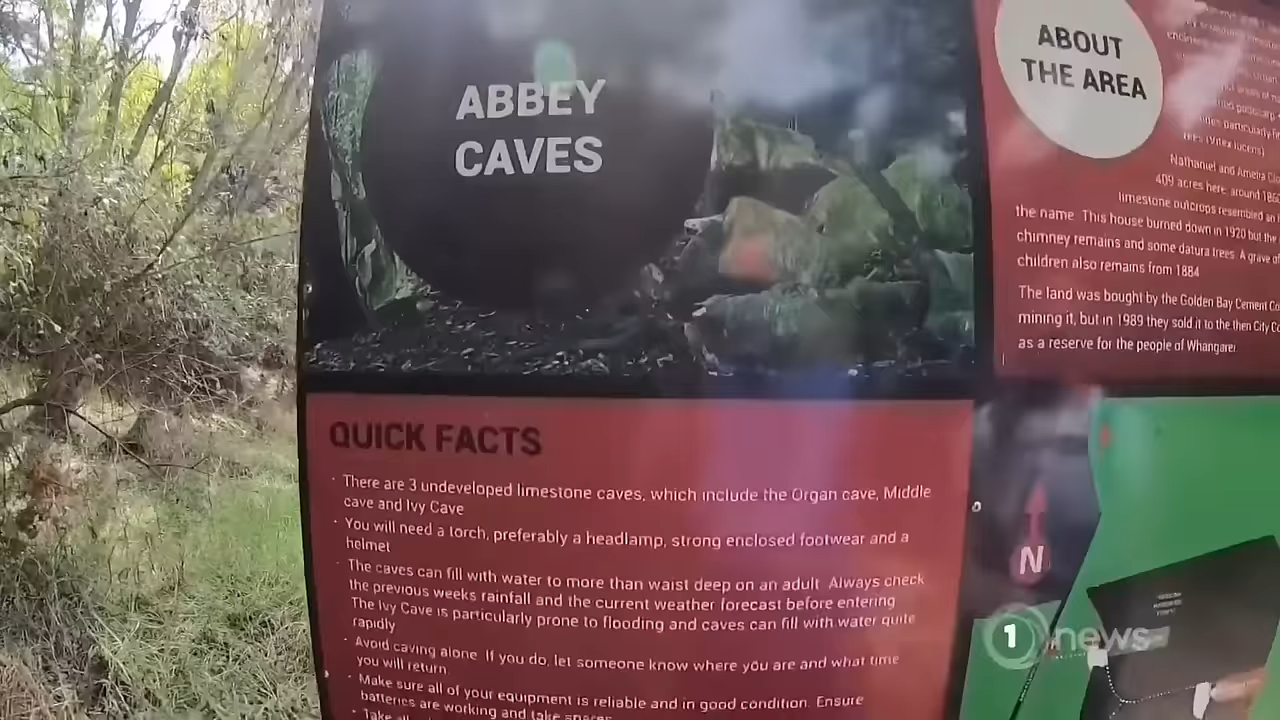 ABBEY
CAVES
QUICK FACTS
· There are 3 undeveloped limestone caves, which include the Organ cave, Middle
cave and Ivy Cave
· You will need a torch, preferably a headlamp, strong enclosed footwear and a
helmet
· The caves can fill with water to more than waist deep on an adult. Always check
the previous weeks rainfall and the current weather forecast before entering
The Ivy Cave is particularly prone to flooding and caves can fill with water quite
rapidly
· Avoid caving alone. If you do, let someone know where you are and what time
you will return.
· Make sure all of your equipment is reliable and in good condition. Ensure
batteries are working and take spares
· Take
ABOUT
THE AREA
particularly
trees (Vitex lucens)
Nathaniel and
409 acres here around
limestone outcrops resembled an
the name. This house burned down in 1920 but the
chimney remains and some datura trees. A grave of
children also remains from 1884
The land was bought by the Golden Bay Cement Co
mining it, but in 1989 they sold it to the then City Co
as a reserve for the people of Whangarei
N
1 news